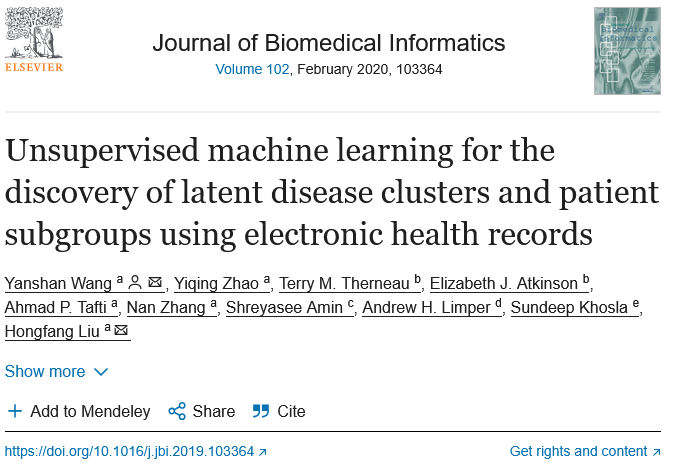 ELSEVIER
Journal of Biomedical Informatics
Volume 102, February 2020, 103364
Biomedical
Informatics
Unsupervised machine learning for the
discovery of latent disease clusters and patient
subgroups using electronic health records
Yanshan Wang a, Yiqing Zhao a, Terry M. Therneau b, Elizabeth J. Atkinson b,
Ahmad P. Tafti a, Nan Zhang a, Shreyasee Amin c, Andrew H. Limper d, Sundeep Khosla e,
Hongfang Liu a
Show more
Add to Mendeley Share Cite
https://doi.org/10.1016/j.jbi.2019.103364
Get rights and content